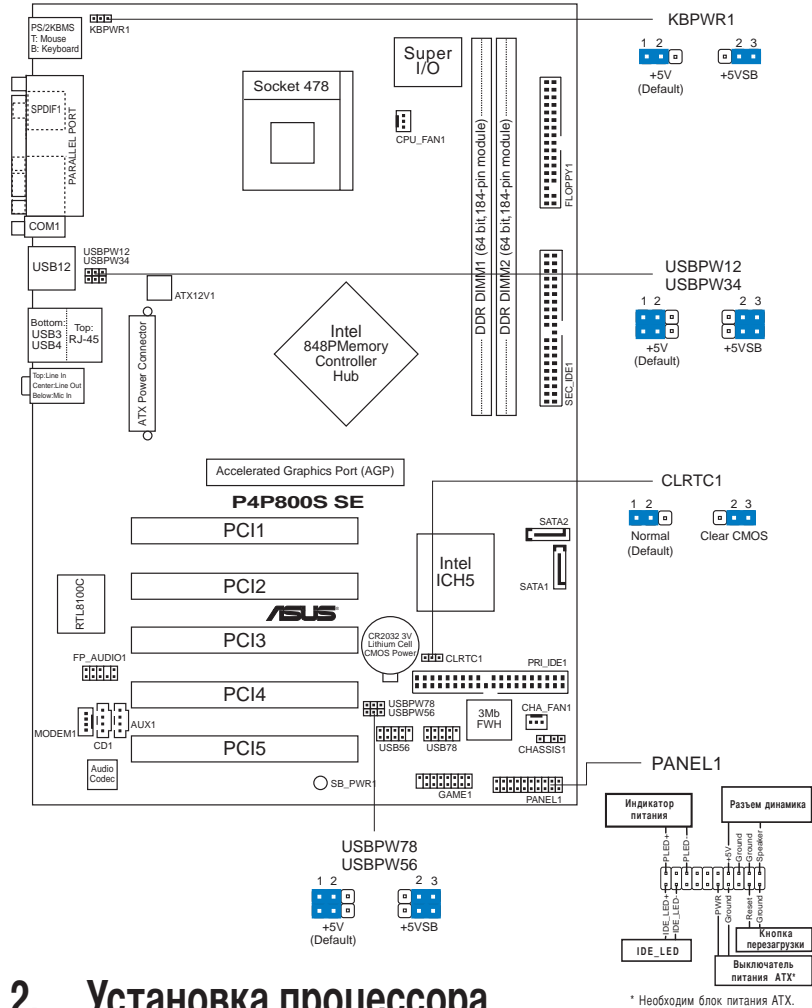 PS/2KBMS
T: Mouse
B: Keyboard
KBPWR1
KBPWR1
1 2
2 3
+5V
(Default)
+5VSB
Super
I/O
Socket 478
CPU_FAN1
SPDIF1
PARALLEL PORT
COM1
DDR DIMM1 (64 bit,184-pin module)
DDR DIMM2 (64 bit,184-pin module)
FLOPPY1
USB12
USBPW12
USBPW34
ATX12V1
USBPW12
USBPW34
1 2
2 3
+5V
(Default)
+5VSB
Bottom:
USB3
USB4
Top:
RJ-45
Top:Line In
Center:Line Out
Below:Mic In
ATX Power Connector
Intel
848PMemory
Controller
Hub
SEC_IDE1
Accelerated Graphics Port (AGP)
P4P800S SE
CLRTC1
1 2
2 3
Normal
(Default)
Clear CMOS
PCI1
PCI2
PCI3
PCI4
PCI5
SATA2
SATA1
Intel
ICH5
RTL8100C
ASUS
CR2032 3V
Lithium Cell
CMOS Power
CLRTC1
PRI_IDE1
FP_AUDIO1
USBPW78
USBPW56
3Mb
FWH
CHA_FAN1
MODEM1
CD1
AUX1
USB56
USB78
CHASSIS1
Audio
Codec
SB_PWR1
GAME1
PANEL1
PANEL1
Индикатор
питания
Разъем динамика
PLED+
PLED-
+5V
Ground
Ground
Speaker
IDE_LED+
IDE_LED-
PWR
Ground
Reset
Ground
IDE_LED
Кнопка
перезагрузки
Выключатель
питания ATX*
* Необходим блок питания ATX.
USBPW78
USBPW56
1 2
2 3
+5V
(Default)
+5VSB
2 Установка процессора